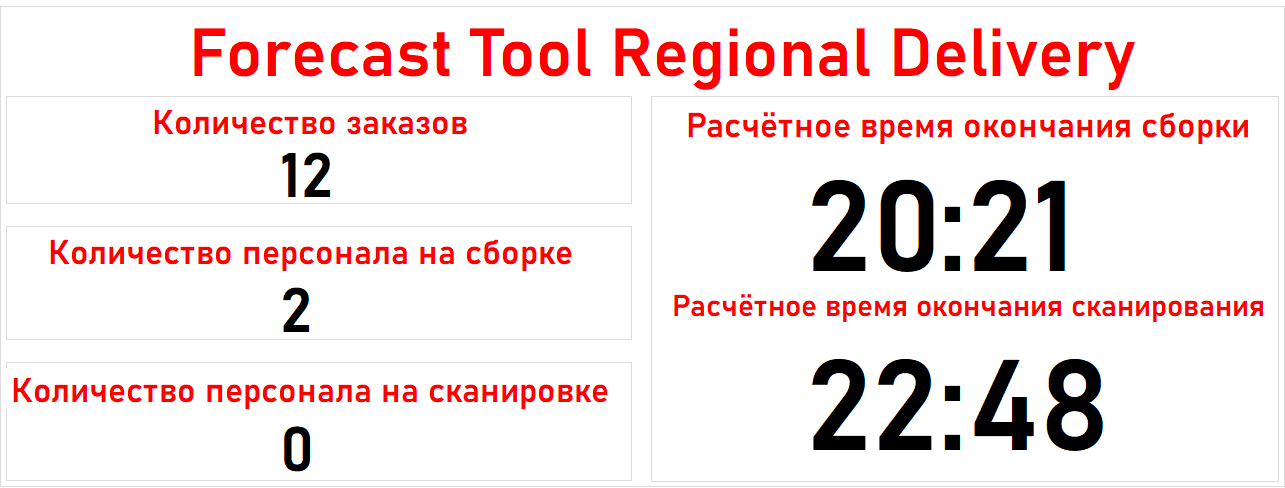 Forecast Tool Regional Delivery
Количество заказов
12
Количество персонала на сборке
2
Количество персонала на сканировке
0
Расчётное время окончания сборки
20:21
Расчётное время окончания сканирования
22:48